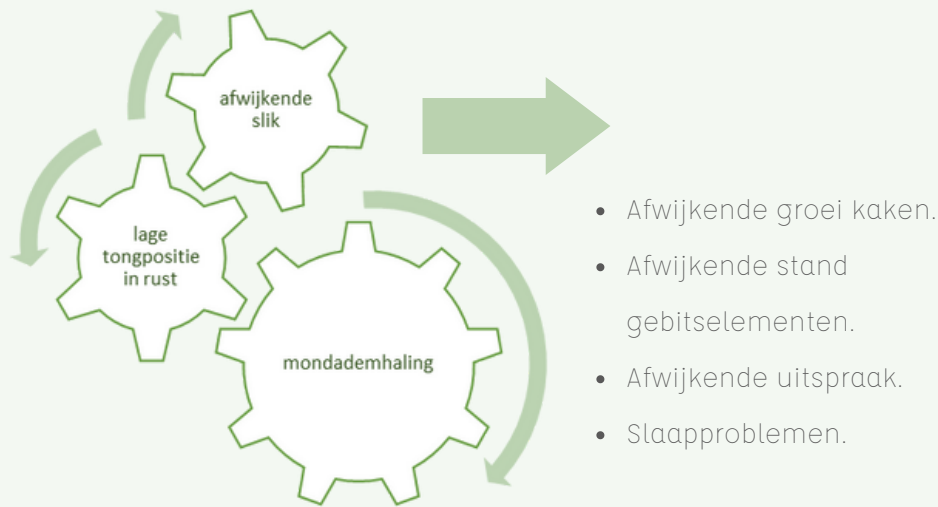 afwijkende
slik
lage
tongpositie
in rust
mondademhaling
• Afwijkende groei kaken.
• Afwijkende stand
gebitselementen.
• Afwijkende uitspraak.
• Slaapproblemen.